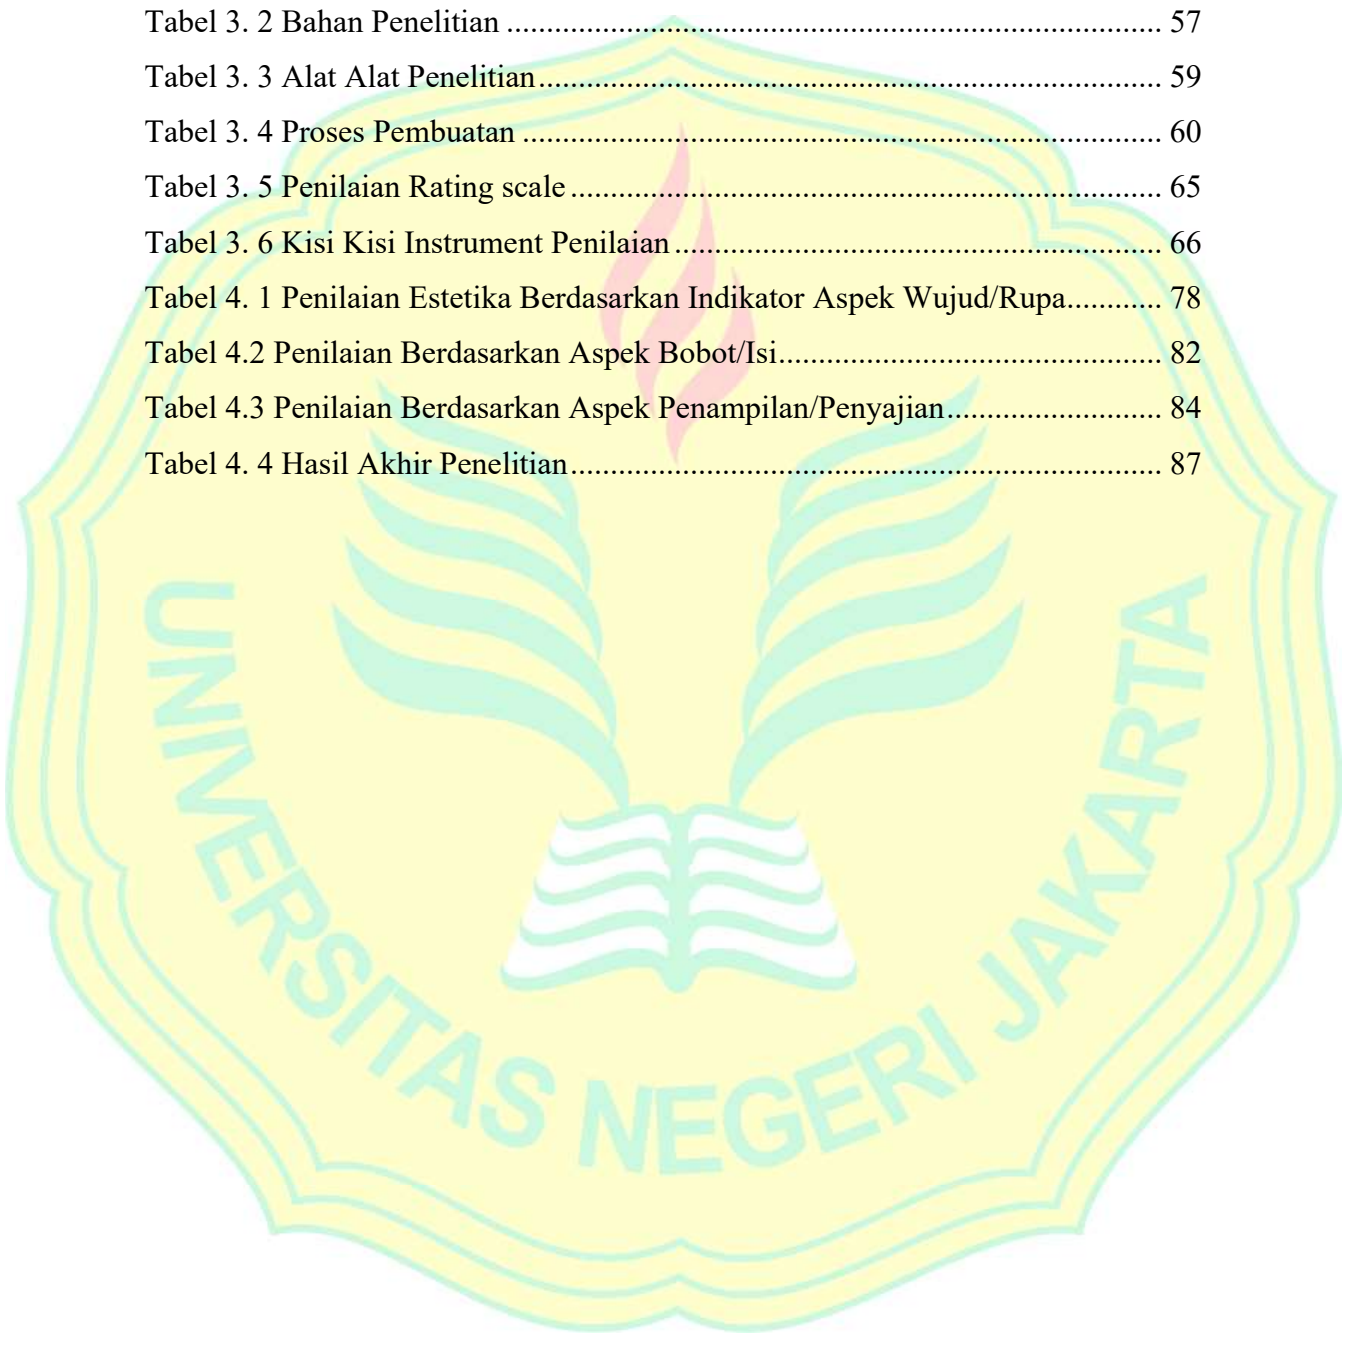 Tabel 3. 2 Bahan Penelitian ................................................................................. 57
Tabel 3. 3 Alat Alat Penelitian ............................................................................. 59
Tabel 3. 4 Proses Pembuatan ............................................................................... 60
Tabel 3. 5 Penilaian Rating scale ......................................................................... 65
Tabel 3. 6 Kisi Kisi Instrument Penilaian ............................................................ 66
Tabel 4. 1 Penilaian Estetika Berdasarkan Indikator Aspek Wujud/Rupa............ 78
Tabel 4.2 Penilaian Berdasarkan Aspek Bobot/Isi............................................... 82
Tabel 4.3 Penilaian Berdasarkan Aspek Penampilan/Penyajian........................... 84
Tabel 4. 4 Hasil Akhir Penelitian......................................................................... 87
UNIVERSITAS NEGERI JAKARTA